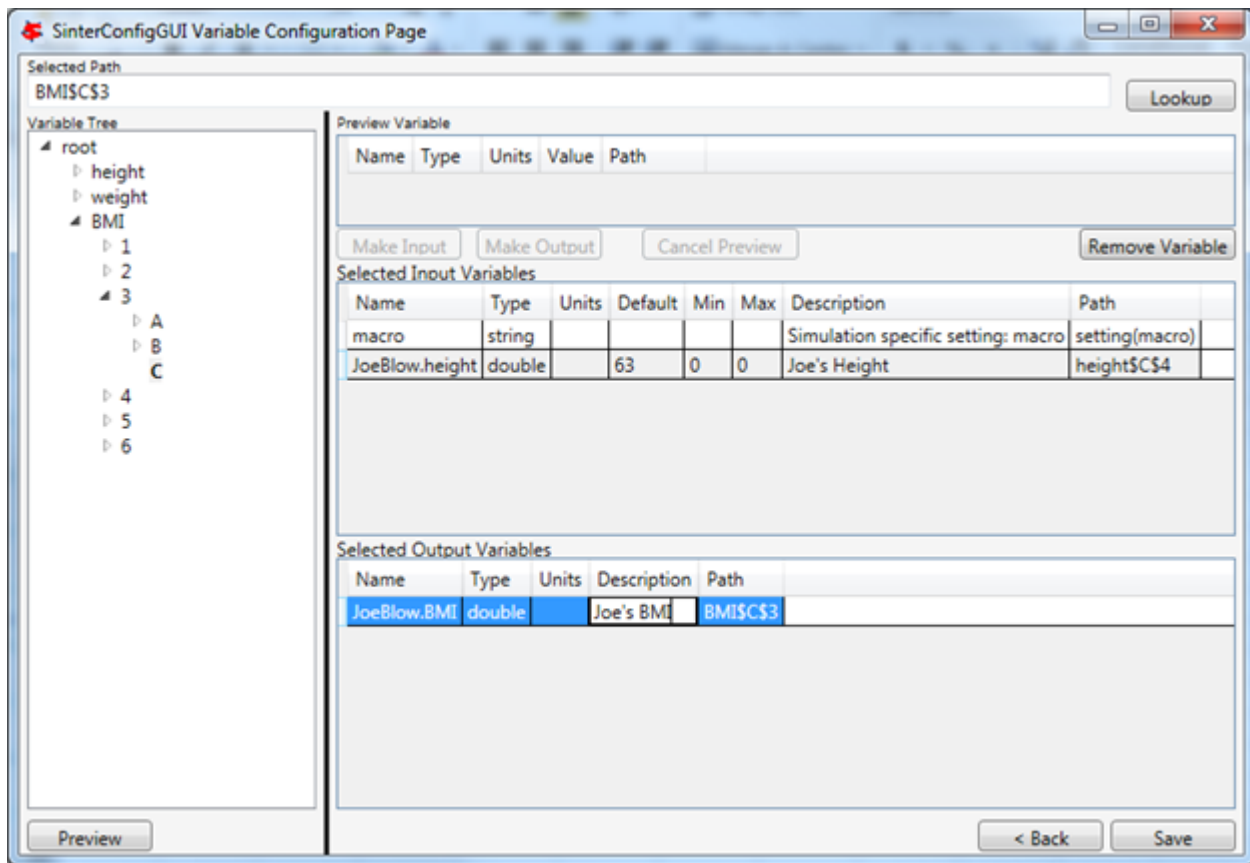 SinterConfigGUI Variable Configuration Page
Selected Path
BMI$C$3
Lookup
Variable Tree
root
height
weight
BMI
1
2
3
A
B
C
4
5
6
Preview
Preview Variable
Name Type Units Value Path
Make Input Make Output Cancel Preview Remove Variable
Selected Input Variables
Name Type Units Default Min Max Description Path
macro string Simulation specific setting: macro setting(macro)
JoeBlow.height double 63 0 0 Joe's Height height$C$4
Selected Output Variables
Name Type Units Description Path
JoeBlow.BMI double Joe's BMI BMI$C$3
< Back Save